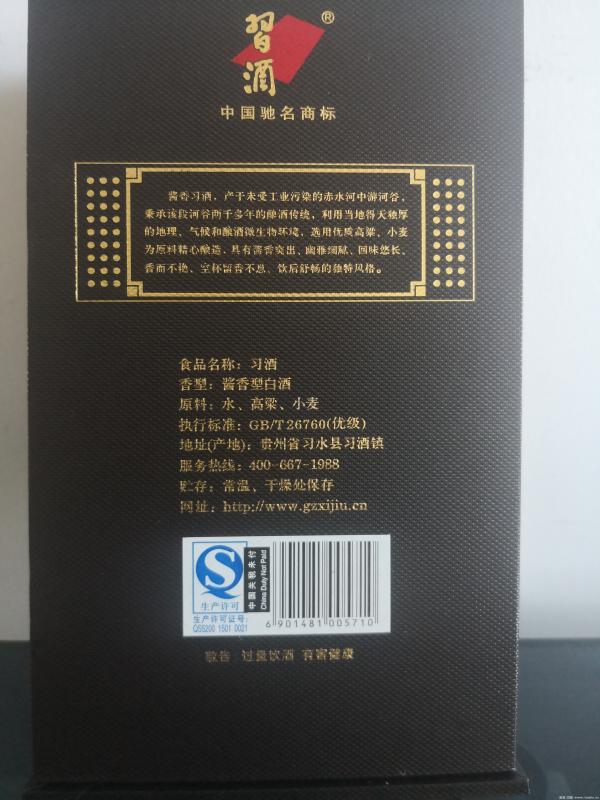 習酒®
中国驰名商标
酱香习酒，产于未受工业污染的赤水河中游河谷，
秉承该段河谷两千多年的酿酒传统，利用当地得天独厚
的地理、气候和酿酒微生物环境，选用优质高粱、小麦
为原料精心酿造，具有酱香突出、幽雅细腻、回味悠长、
香而不艳、空杯留香不息、饮后舒畅的独特风格。
食品名称：习酒
香型：酱香型白酒
原料：水、高粱、小麦
执行标准：GB/T 26760(优级)
地址(产地)：贵州省习水县习酒镇
服务热线：400-667-1988
贮存：常温、干燥处保存
网址：http://www.gzxijiu.cn
生产许可
生产许可证号：
QS5200 1501 0021
中国关税未付
China Duty Not Paid
6 901481 005710
敬告 过量饮酒 有害健康